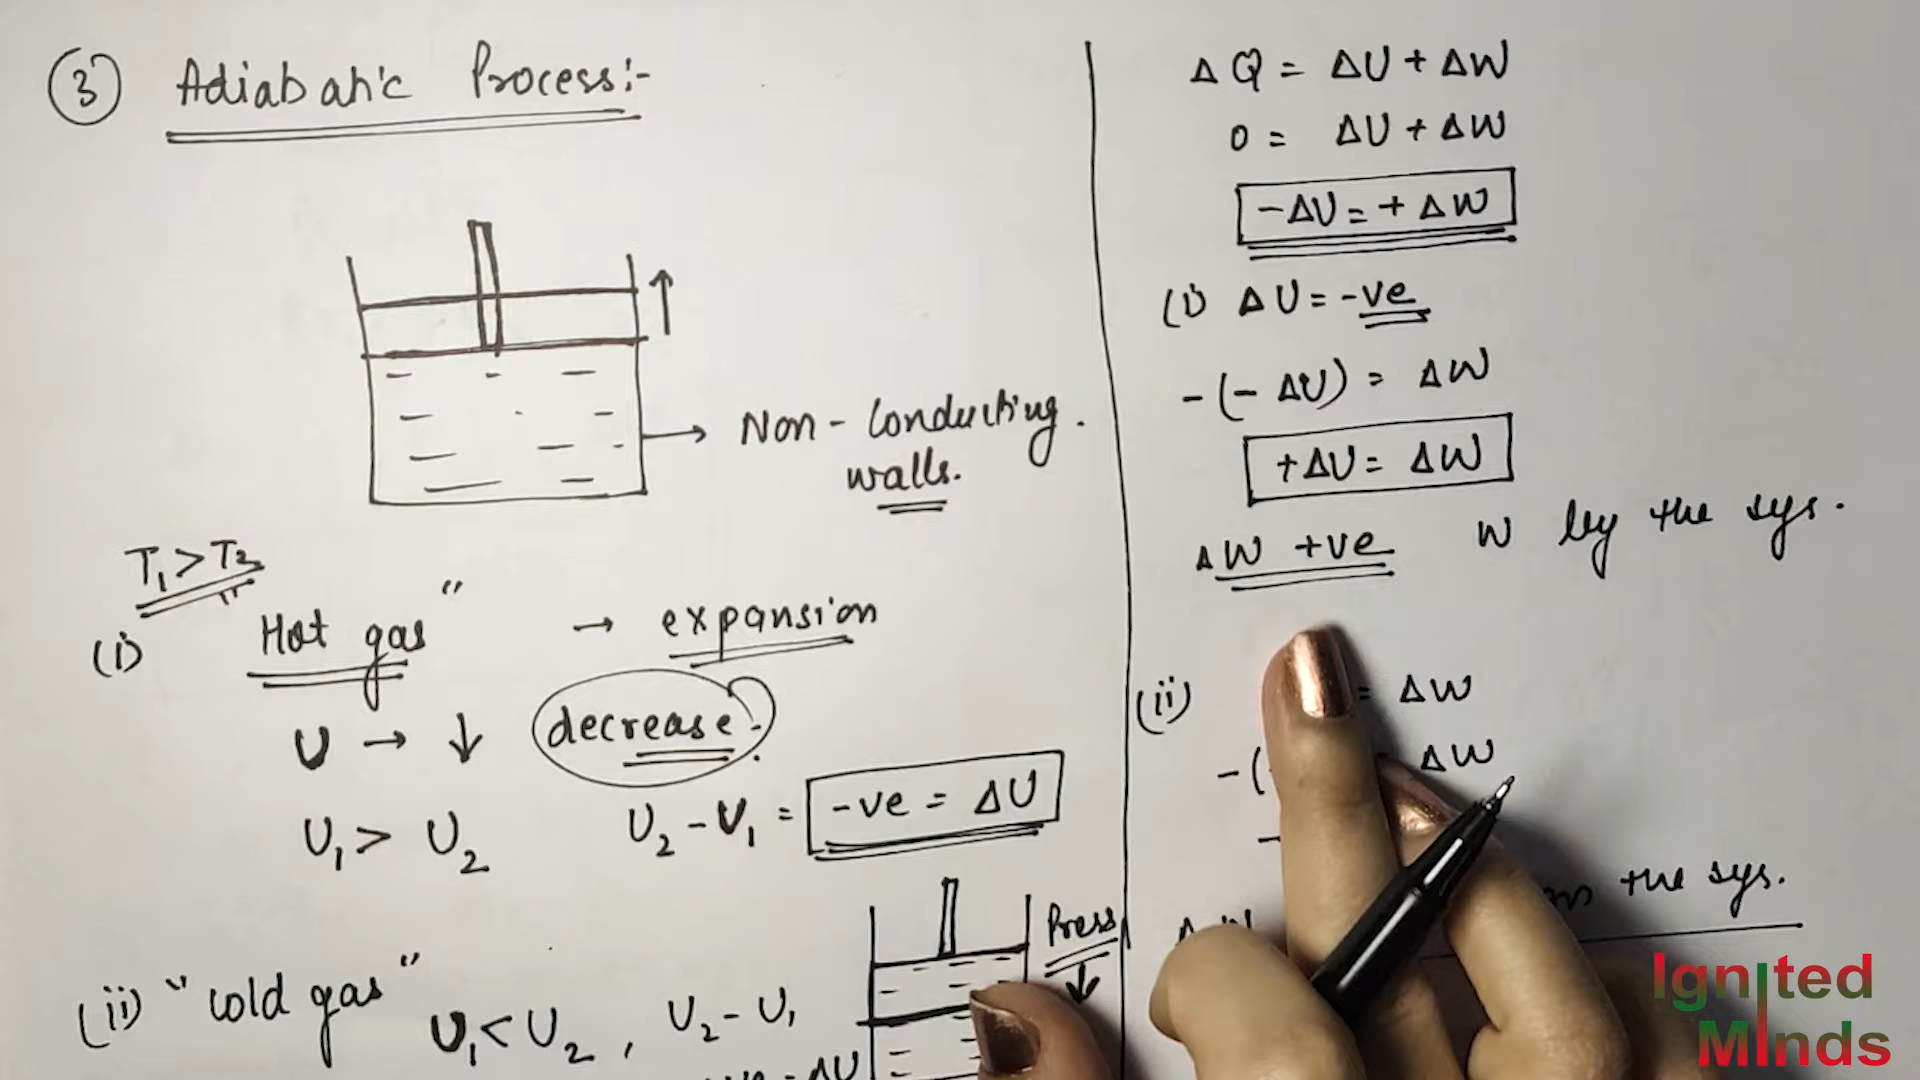 ③ Adiabatic Process:-
Non-Conducting.
walls.
T₁ > T₂
(i) Hot gas" → expansion
U → ↓ decrease.
U₁ > U₂ U₂ - U₁ = -ve = ΔU
Press
(ii) "Cold gas"
U₁ < U₂ , U₂ - U₁
ΔU
ΔQ = ΔU + ΔW
0 = ΔU + ΔW
-ΔU = + ΔW
(i) ΔU = -ve
-(- ΔU) = ΔW
+ΔU = ΔW
ΔW +ve W by the sys.
(ii) = ΔW
-( ΔW
the sys.
Ignited
Minds